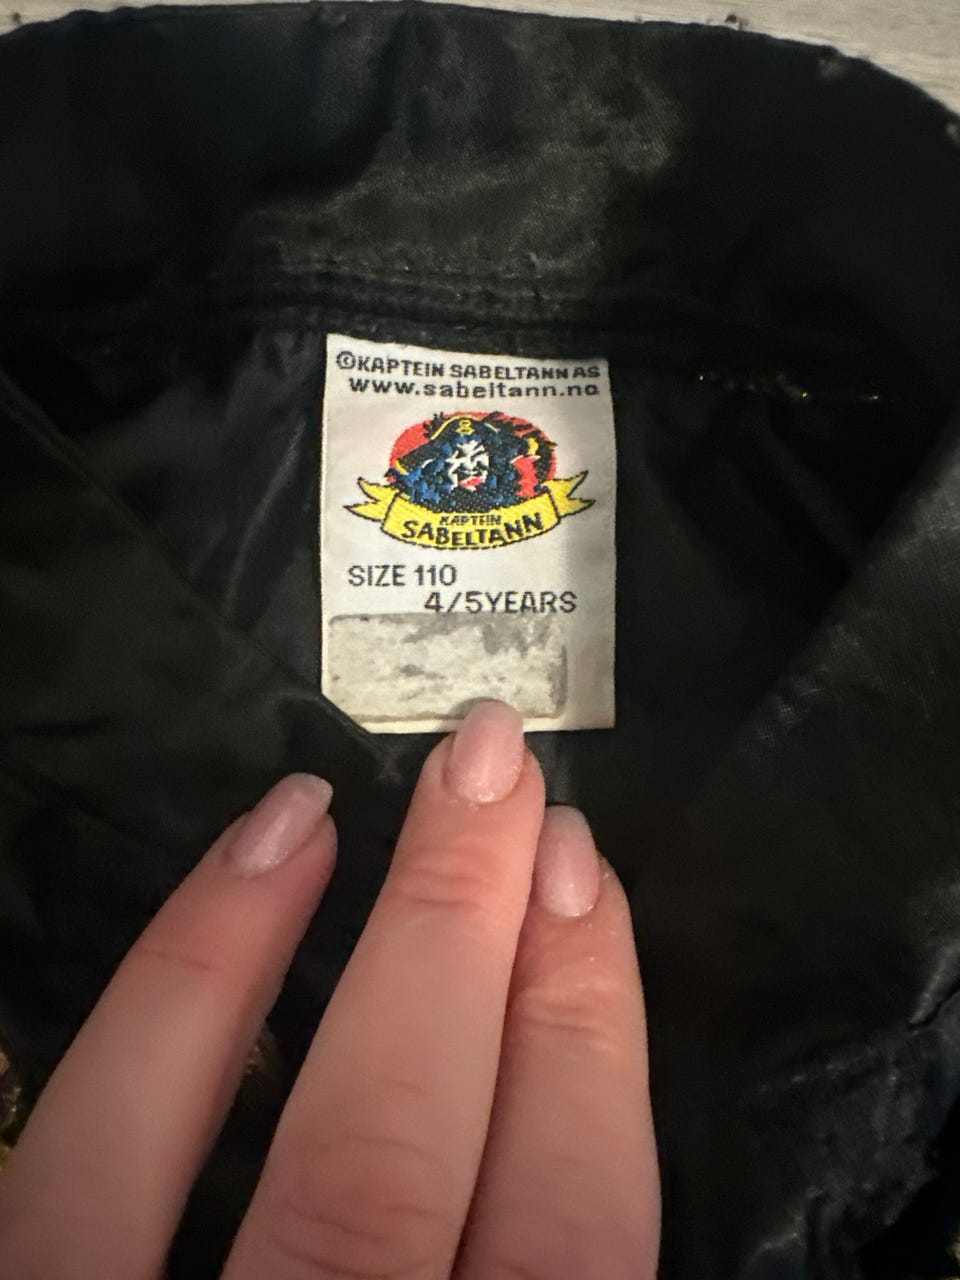 ©KAPTEIN SABELTANN AS
www.sabeltann.no
KAPTEIN
SABELTANN
SIZE 110
4/5YEARS